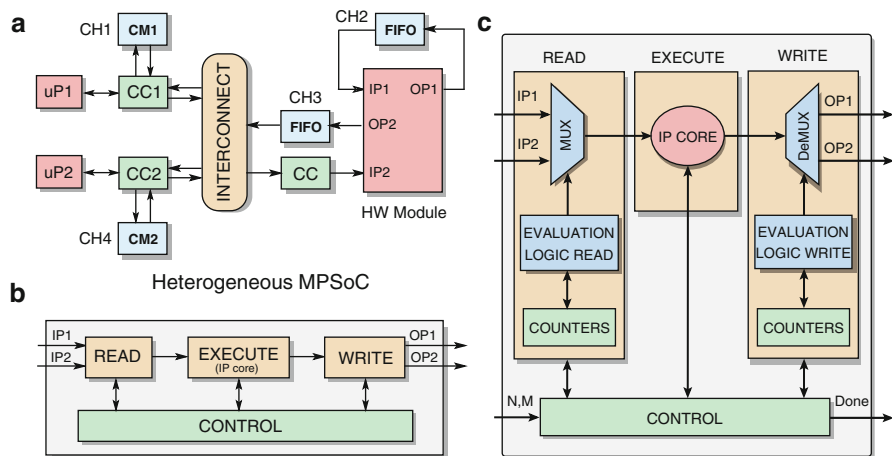 a
CH1
CM1
uP1
CC1
INTERCONNECT
CH2
FIFO
IP1
OP1
CH3
FIFO
OP2
uP2
CC2
CC
IP2
HW Module
CH4
CM2
Heterogeneous MPSoC
b
IP1
IP2
READ
EXECUTE
(IP core)
WRITE
OP1
OP2
CONTROL
c
READ
EXECUTE
WRITE
IP1
IP2
MUX
IP CORE
DeMUX
OP1
OP2
EVALUATION
LOGIC READ
EVALUATION
LOGIC WRITE
COUNTERS
COUNTERS
N,M
CONTROL
Done